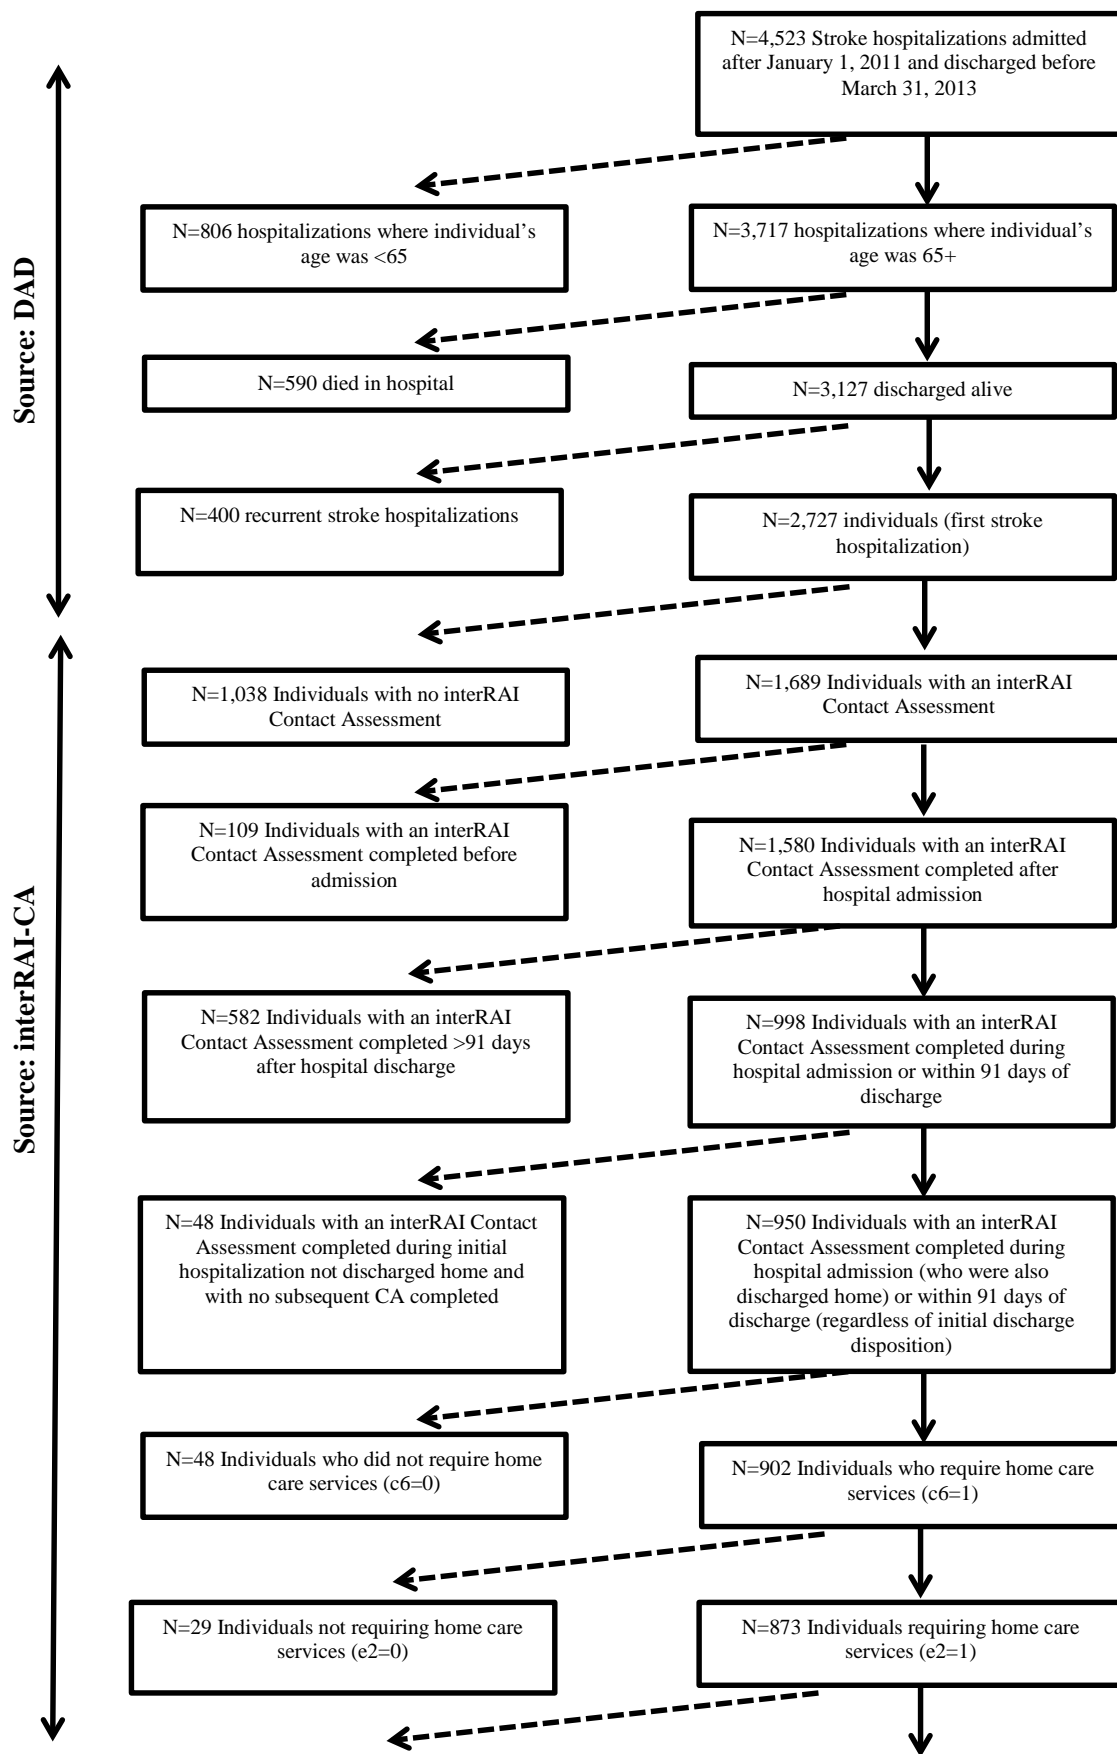 N=4,523 Stroke hospitalizations admitted
after January 1, 2011 and discharged before
March 31, 2013
Source: DAD
N=806 hospitalizations where individual's
age was <65
N=3,717 hospitalizations where individual's
age was 65+
N=590 died in hospital
N=3,127 discharged alive
N=400 recurrent stroke hospitalizations
N=2,727 individuals (first stroke
hospitalization)
Source: interRAI-CA
N=1,038 Individuals with no interRAI
Contact Assessment
N=1,689 Individuals with an interRAI
Contact Assessment
N=109 Individuals with an interRAI
Contact Assessment completed before
admission
N=1,580 Individuals with an interRAI
Contact Assessment completed after
hospital admission
N=582 Individuals with an interRAI
Contact Assessment completed >91 days
after hospital discharge
N=998 Individuals with an interRAI
Contact Assessment completed during
hospital admission or within 91 days of
discharge
N=48 Individuals with an interRAI Contact
Assessment completed during initial
hospitalization not discharged home and
with no subsequent CA completed
N=950 Individuals with an interRAI
Contact Assessment completed during
hospital admission (who were also
discharged home) or within 91 days of
discharge (regardless of initial discharge
disposition)
N=48 Individuals who did not require home
care services (c6=0)
N=902 Individuals who require home care
services (c6=1)
N=29 Individuals not requiring home care
services (e2=0)
N=873 Individuals requiring home care
services (e2=1)